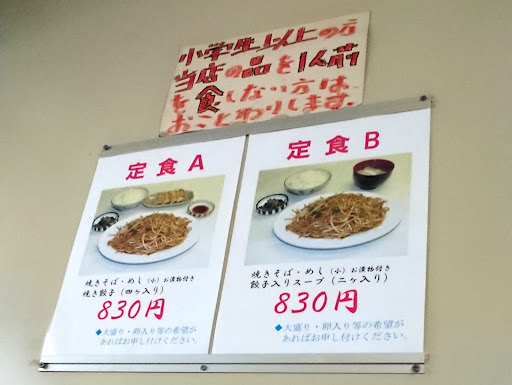 小学生以上の方
当店の品を1人前
を食しない方は
おことわりします.
定食A
焼きそば・めし(小)お漬物付き
焼き餃子(四ヶ入り)
830円
◆大盛り・卵入り等の希望が
あればお申し付けください。
定食B
焼きそば・めし(小)お漬物付き
餃子入りスープ(二ヶ入り)
830円
◆大盛り・卵入り等の希望が
あればお申し付けください。